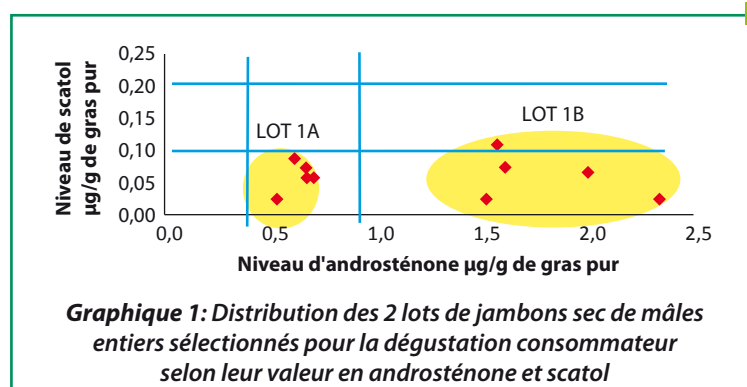 Niveau de scatol
µg/g de gras pur
0,25
0,20
0,15
0,10
0,05
0,00
LOT 1A
LOT 1B
0,0 0,5 1,0 1,5 2,0 2,5
Niveau d'androsténone µg/g de gras pur
Graphique 1: Distribution des 2 lots de jambons sec de mâles
entiers sélectionnés pour la dégustation consommateur
selon leur valeur en androsténone et scatol